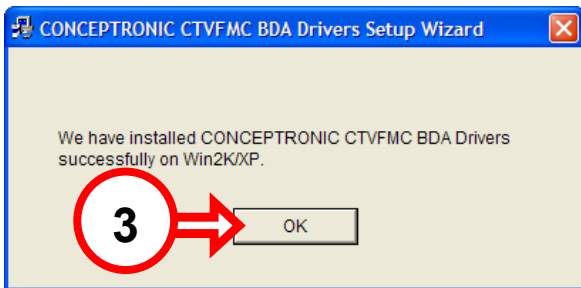 CONCEPTRONIC CTVFMC BDA Drivers Setup Wizard
We have installed CONCEPTRONIC CTVFMC BDA Drivers
successfully on Win2K/XP.
3
OK